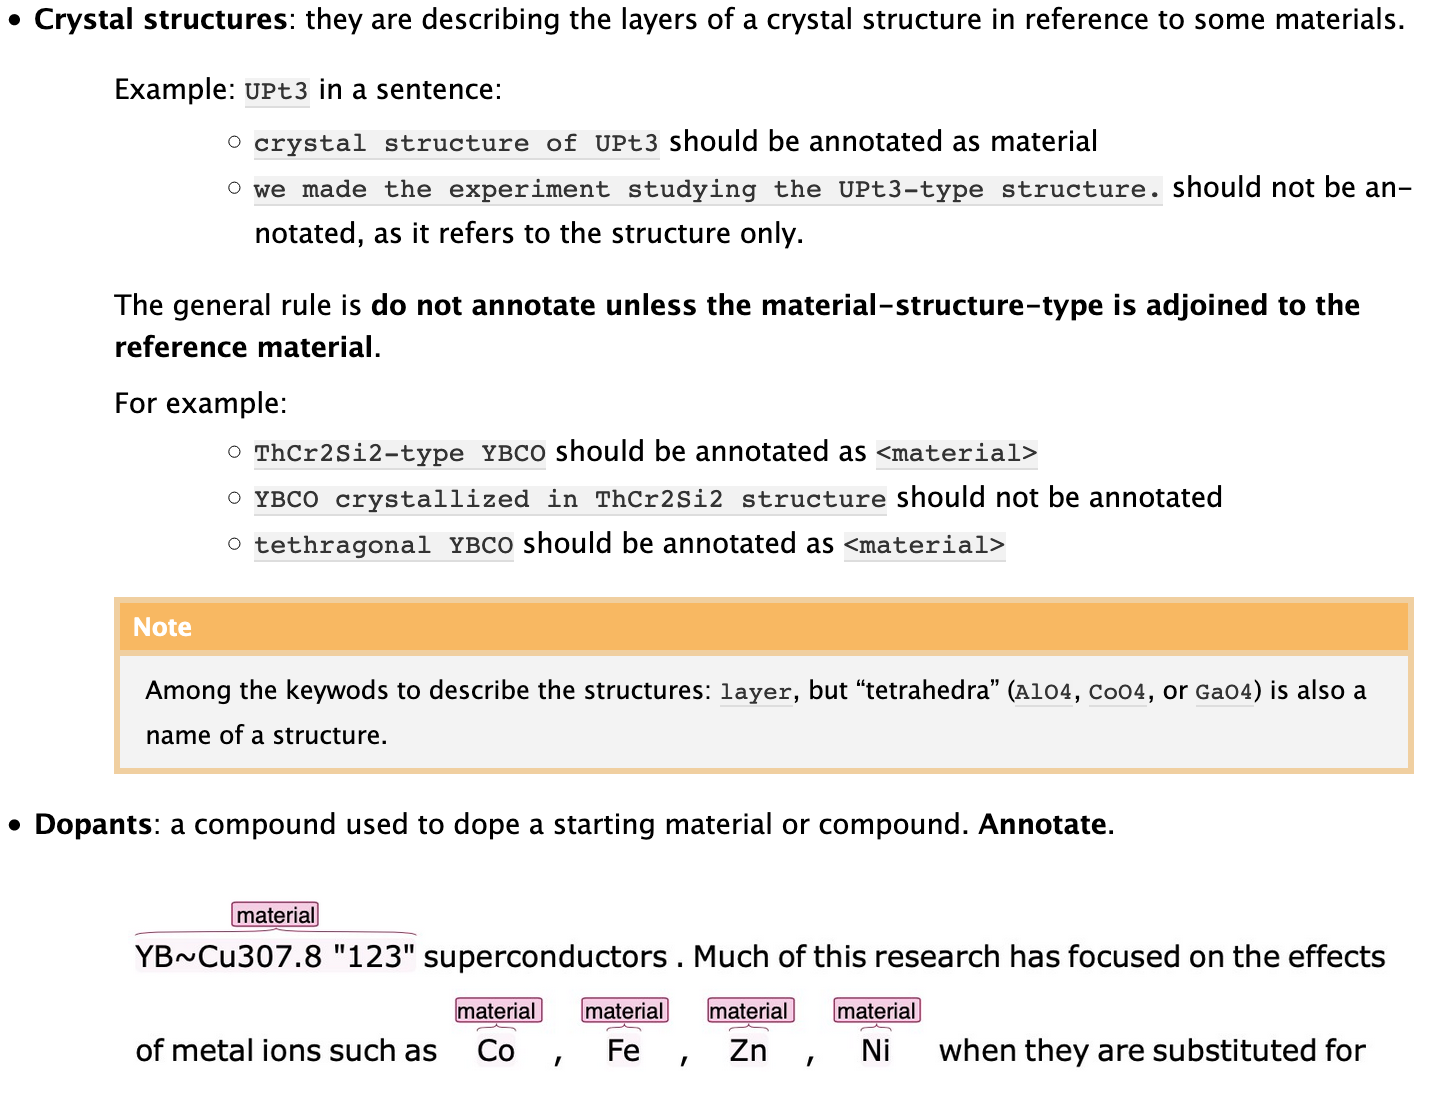 • Crystal structures: they are describing the layers of a crystal structure in reference to some materials.
Example: UPt3 in a sentence:
○ crystal structure of UPt3 should be annotated as material
○ we made the experiment studying the UPt3-type structure. should not be an-
notated, as it refers to the structure only.
The general rule is do not annotate unless the material-structure-type is adjoined to the
reference material.
For example:
○ ThCr2Si2-type YBCO should be annotated as <material>
○ YBCO crystallized in ThCr2Si2 structure should not be annotated
○ tethragonal YBCO should be annotated as <material>
Note
Among the keywods to describe the structures: layer, but “tetrahedra” (AlO4, CoO4, or GaO4) is also a
name of a structure.
• Dopants: a compound used to dope a starting material or compound. Annotate.
material
YB~Cu307.8 "123" superconductors . Much of this research has focused on the effects
material material material material
of metal ions such as Co , Fe , Zn , Ni when they are substituted for